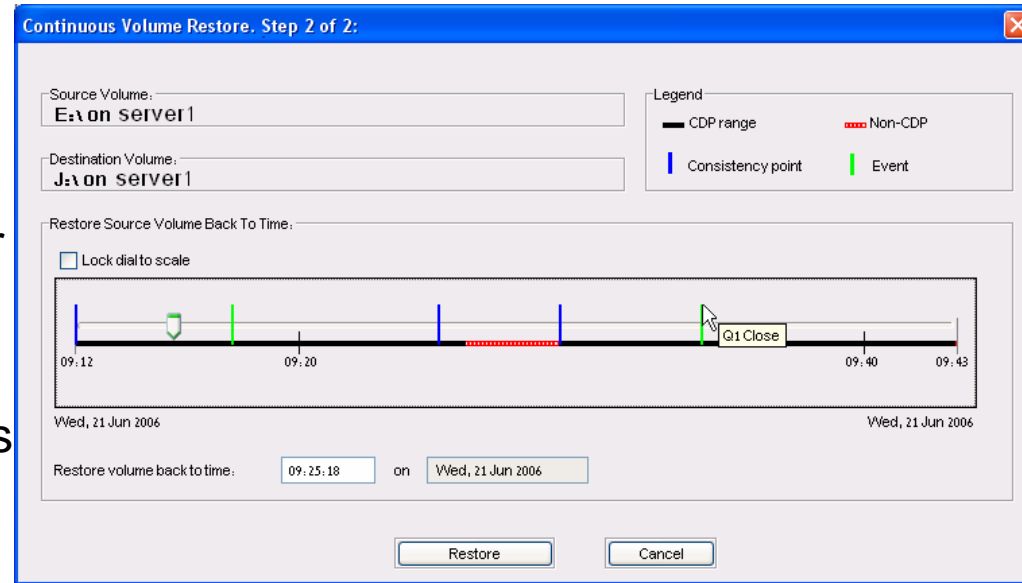 Continuous Volume Restore. Step 2 of 2:
Source Volume:
E:\ on server1
Legend
CDP range
Non-CDP
Consistency point
Event
Destination Volume:
J:\ on server1
r
Restore Source Volume Back To Time:
Lock dial to scale
Q1 Close
09:12
09:20
09:40
09:43
Wed, 21 Jun 2006
Wed, 21 Jun 2006
s
Restore volume back to time:
09:25:18
on
Wed, 21 Jun 2006
Restore
Cancel